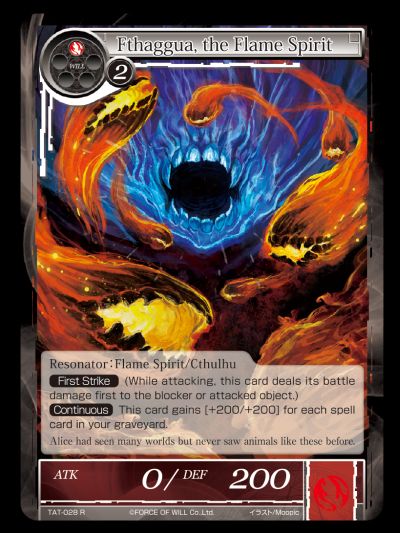 Fthaggua, the Flame Spirit
WILL
2
Resonator:Flame Spirit/Cthulhu
First Strike (While attacking, this card deals its battle
damage first to the blocker or attacked object.)
Continuous This card gains [+200/+200] for each spell
card in your graveyard.
Alice had seen many worlds but never saw animals like these before.
ATK 0/ DEF 200
TAT-028 R ©FORCE OF WILL Co.,Ltd. イラスト/Moopic